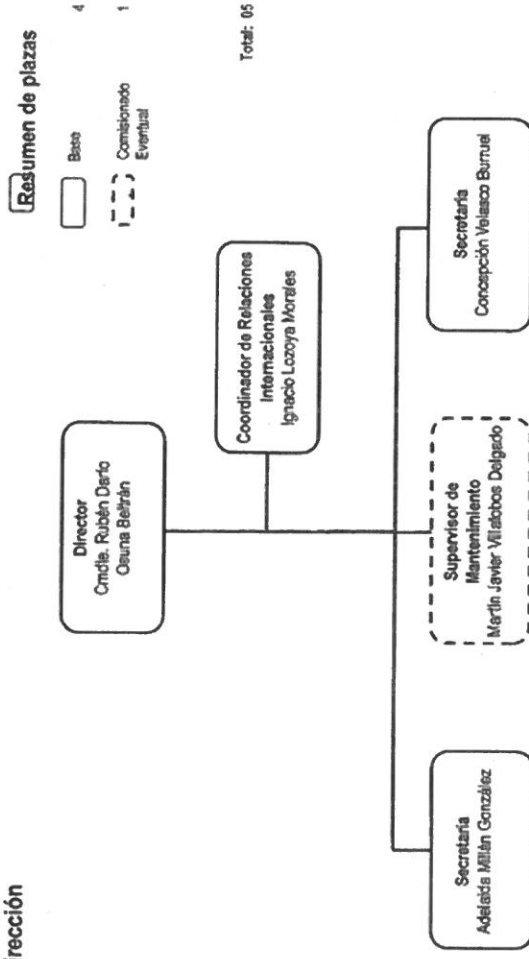 irección
Resumen de plazas
Base 4
Comisionado 1
Eventual
Total: 05
Director
Cmdte. Rubén Darío
Osuna Beltrán
Coordinador de Relaciones
Internacionales
Ignacio Lozoya Morales
Secretaria
Adelaida Millán González
Supervisor de
Mantenimiento
Martín Javier Villalobos Delgado
Secretaria
Concepción Velasco Burruel